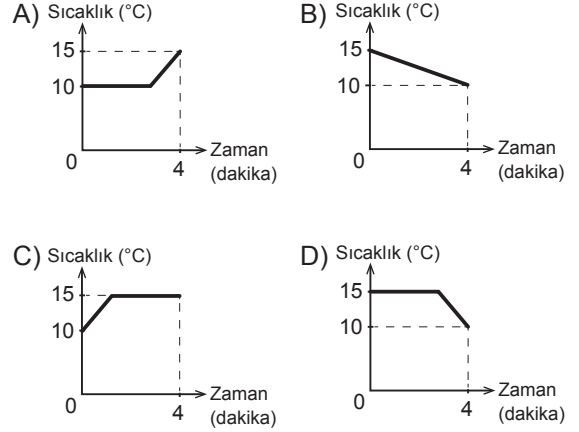 A) Sıcaklık (°C)
15
10
0
4
Zaman
(dakika)
B) Sıcaklık (°C)
15
10
0
4
Zaman
(dakika)
C) Sıcaklık (°C)
15
10
0
4
Zaman
(dakika)
D) Sıcaklık (°C)
15
10
0
4
Zaman
(dakika)